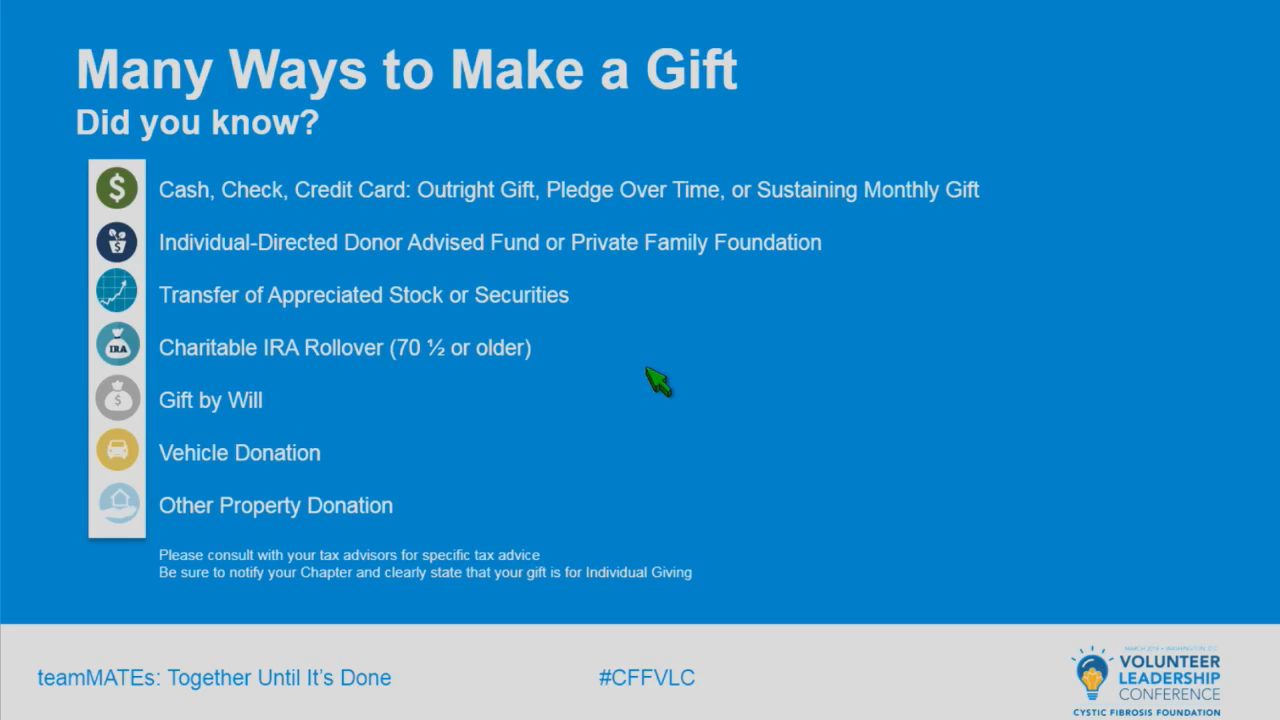 Many Ways to Make a Gift
Did you know?
$
Cash, Check, Credit Card: Outright Gift, Pledge Over Time, or Sustaining Monthly Gift
$
Individual-Directed Donor Advised Fund or Private Family Foundation
Transfer of Appreciated Stock or Securities
IRA
Charitable IRA Rollover (70 ½ or older)
$
Gift by Will
Vehicle Donation
Other Property Donation
Please consult with your tax advisors for specific tax advice
Be sure to notify your Chapter and clearly state that your gift is for Individual Giving
teamMATEs: Together Until It's Done
#CFFVLC
VOLUNTEER
LEADERSHIP
CONFERENCE
CYSTIC FIBROSIS FOUNDATION